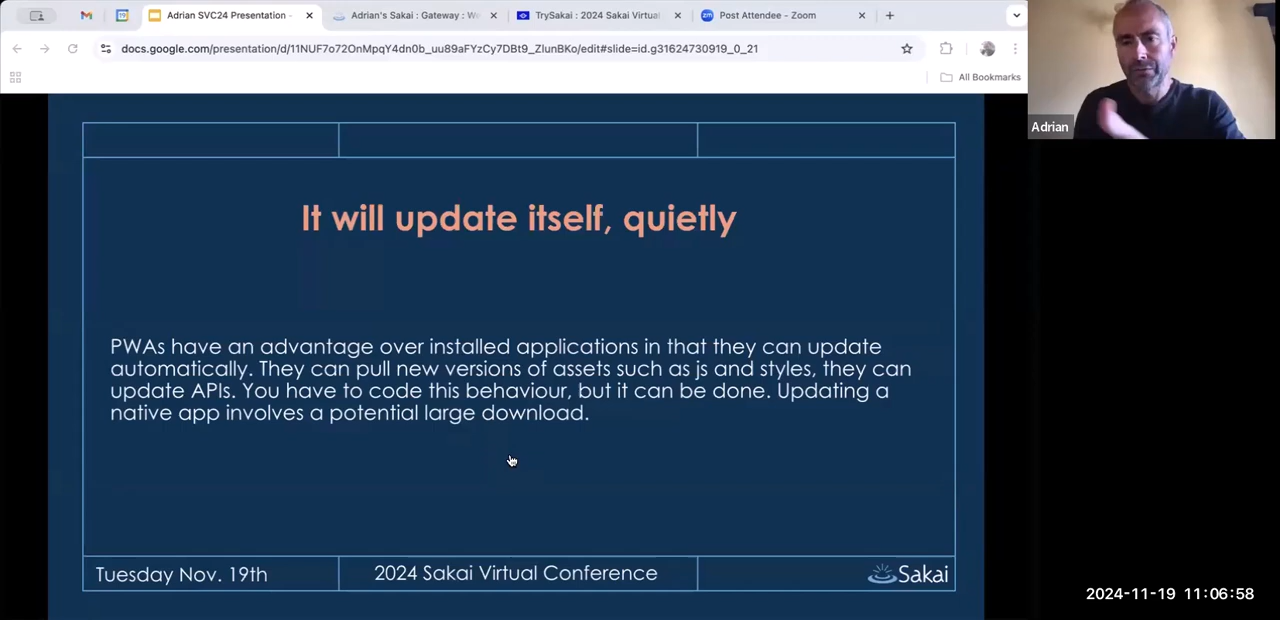 Adrian SVC24 Presentation -
Adrian's Sakai : Gateway : W
TrySakai : 2024 Sakai Virtual
Post Attendee - Zoom
docs.google.com/presentation/d/11NUF7o72OnMpqY4dn0b_uu89aFYzCy7DBt9_ZlunBKo/edit#slide=id.g31624730919_0_21
All Bookmarks
Adrian
It will update itself, quietly
PWAs have an advantage over installed applications in that they can update
automatically. They can pull new versions of assets such as js and styles, they can
update APIs. You have to code this behaviour, but it can be done. Updating a
native app involves a potential large download.
Tuesday Nov. 19th
2024 Sakai Virtual Conference
Sakai
2024-11-19 11:06:58